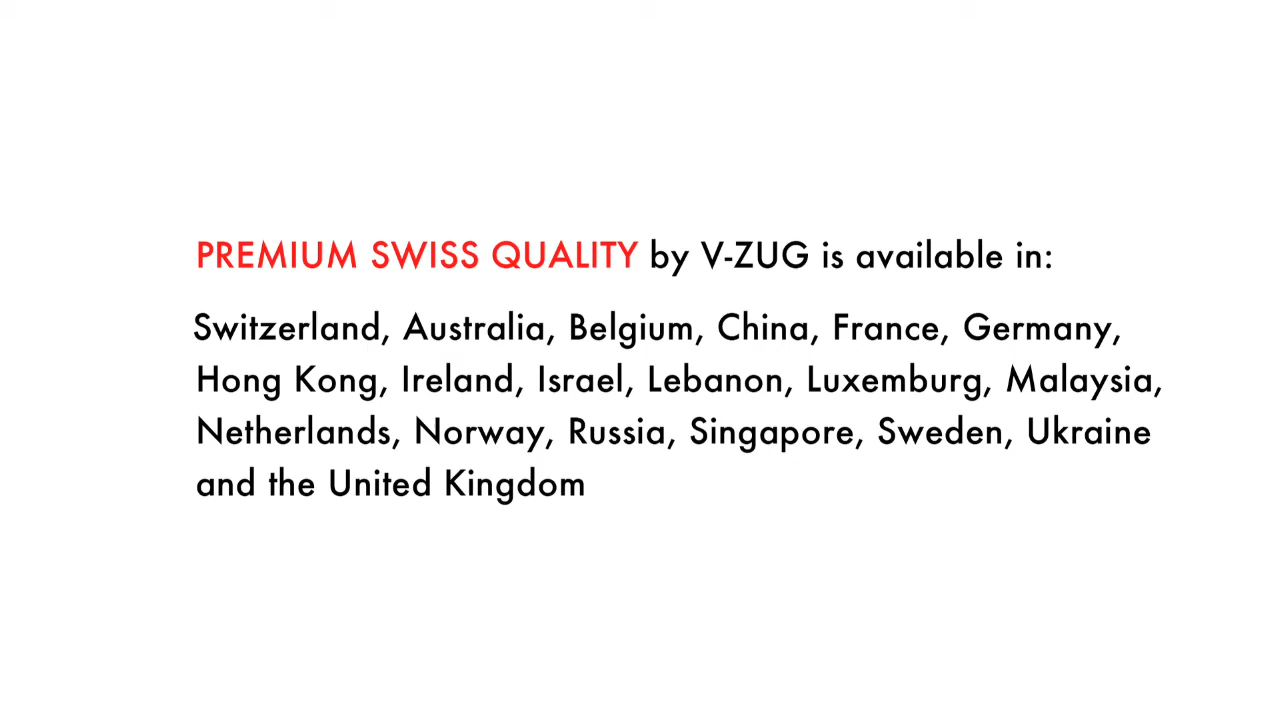 PREMIUM SWISS QUALITY by V-ZUG is available in:
Switzerland, Australia, Belgium, China, France, Germany,
Hong Kong, Ireland, Israel, Lebanon, Luxemburg, Malaysia,
Netherlands, Norway, Russia, Singapore, Sweden, Ukraine
and the United Kingdom